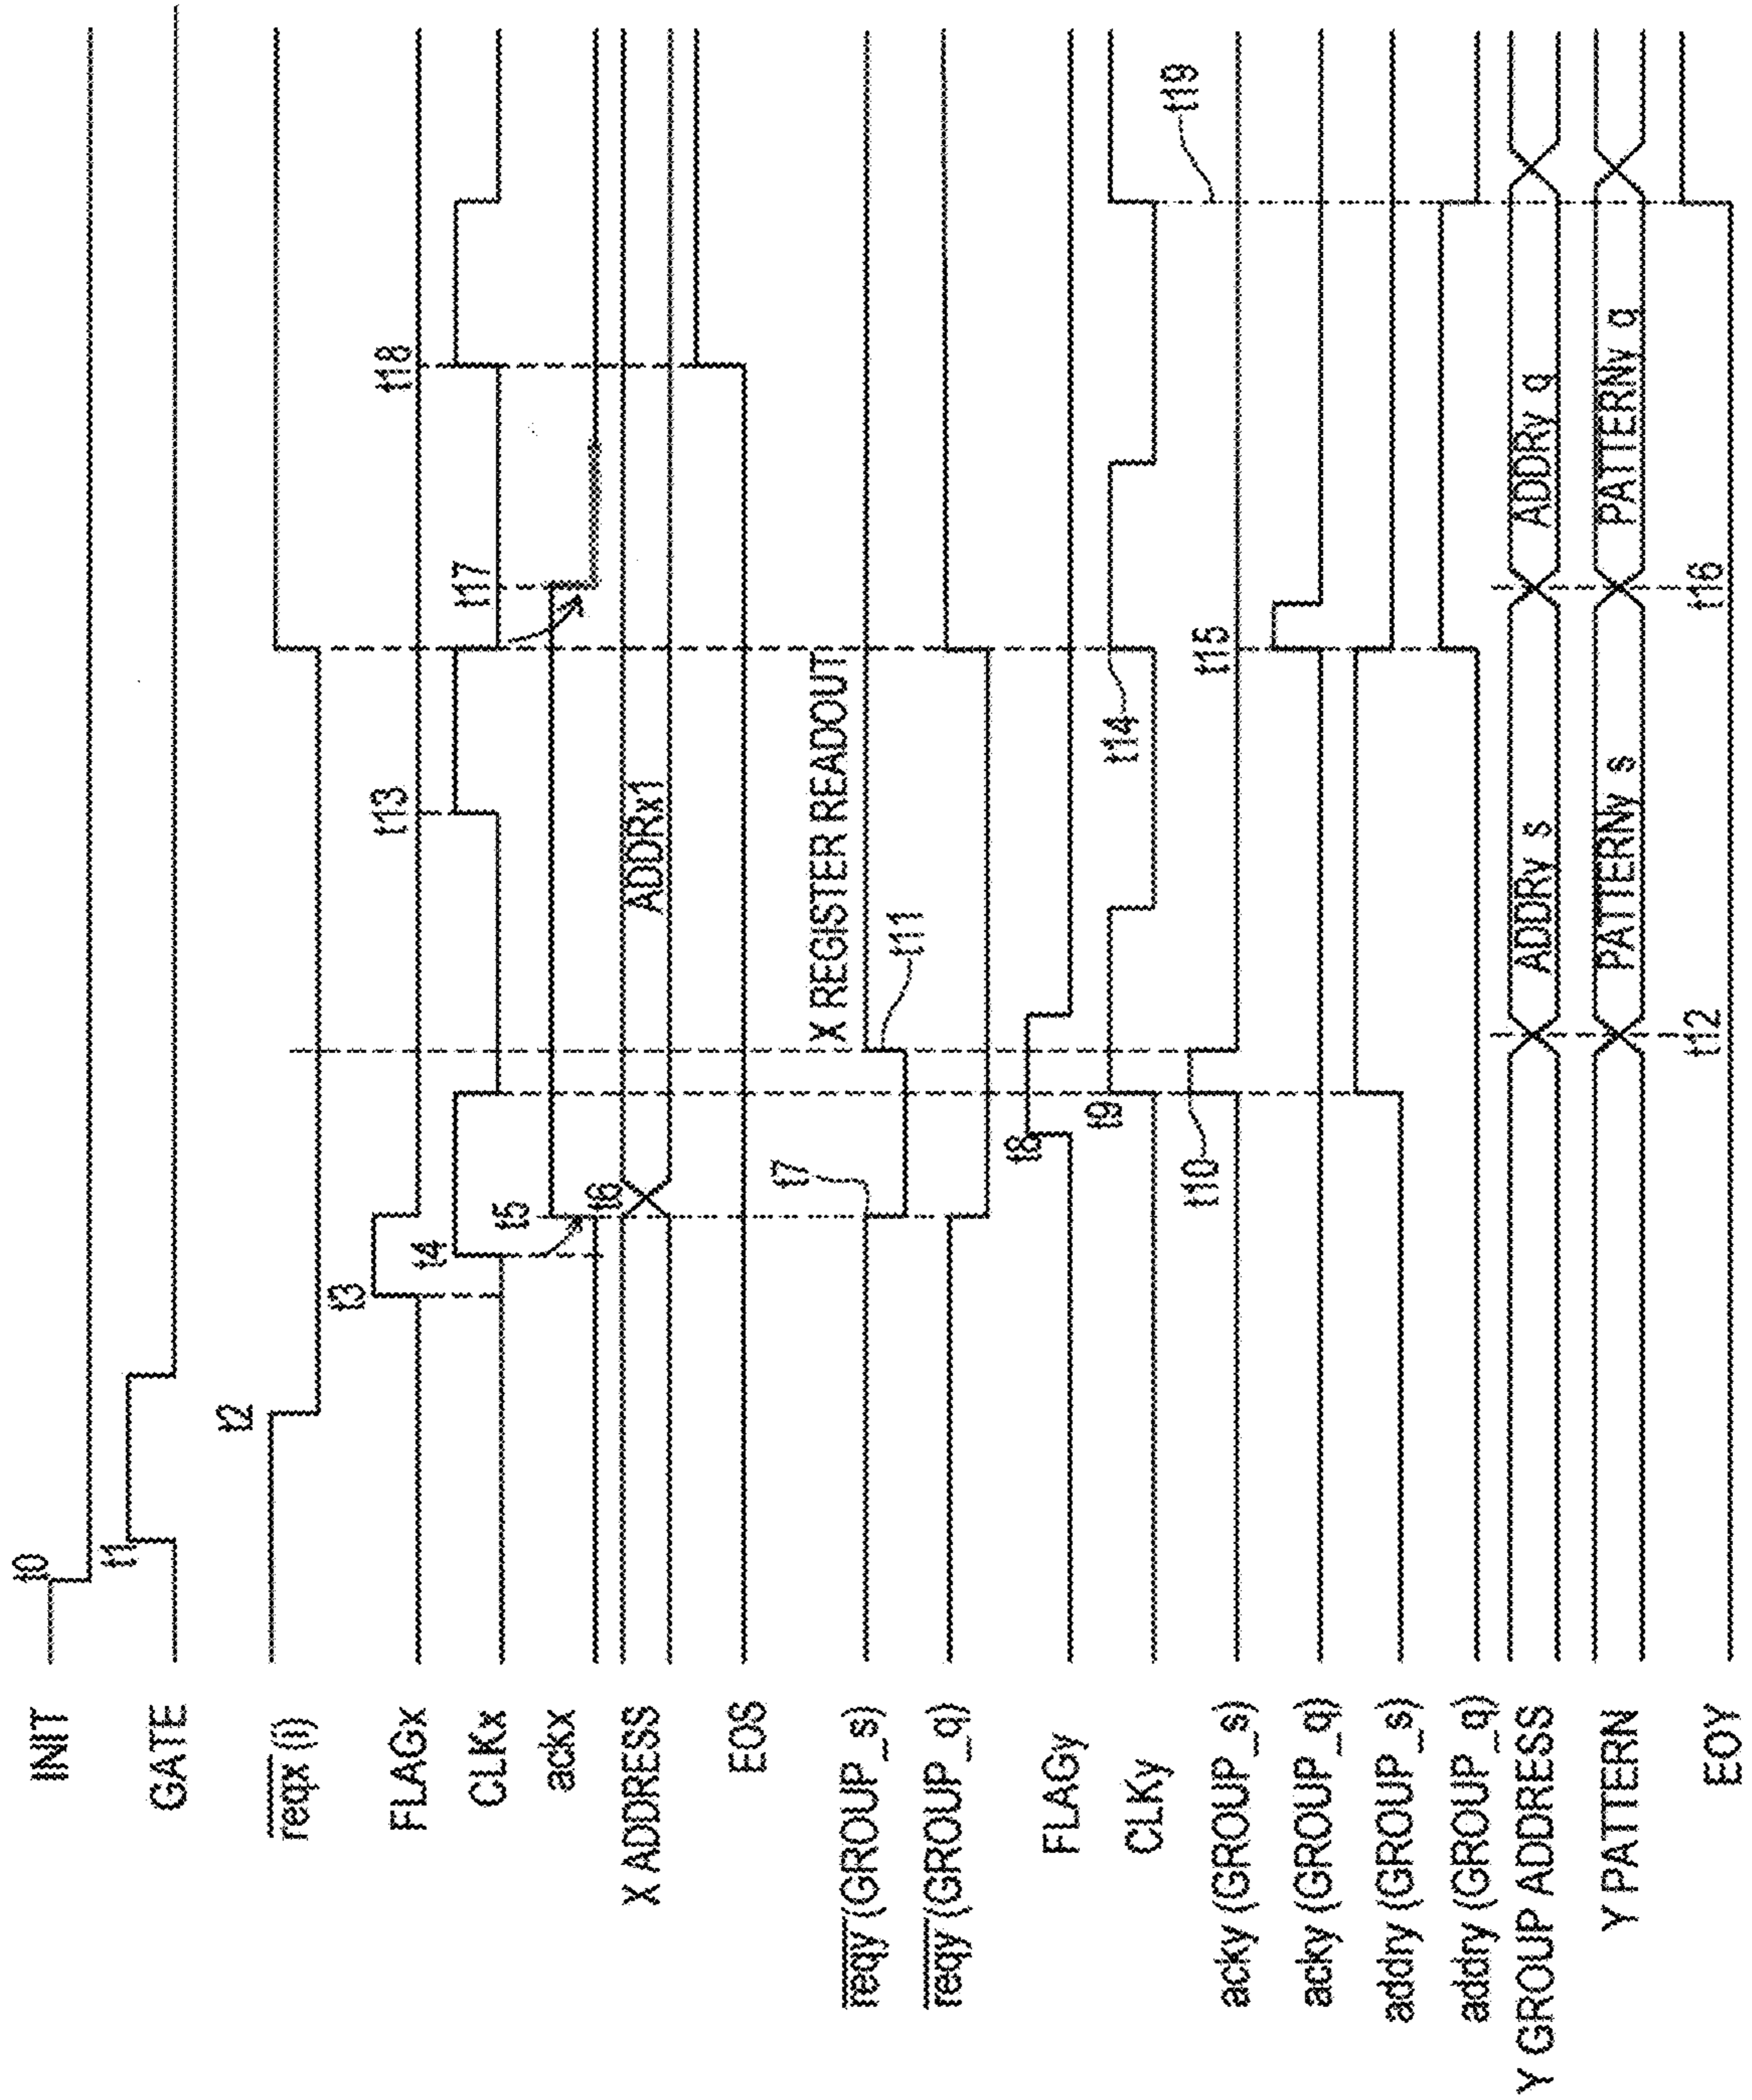 INIT
t0
GATE
t1
reqx (i)
t2
FLAGx
t3
t13
t18
CLKx
t4
t17
ackx
t5
X ADDRESS
t6
ADDRx1
EOS
X REGISTER READOUT
reqy (GROUP_s)
t7
t11
reqy (GROUP_q)
FLAGy
t8
CLKy
t9
t14
t19
acky (GROUP_s)
t10
t15
acky (GROUP_q)
addry (GROUP_s)
addry (GROUP_q)
Y GROUP ADDRESS
ADDRy s
ADDRy q
Y PATTERN
PATTERNy s
PATTERNy q
EOY
t12
t16